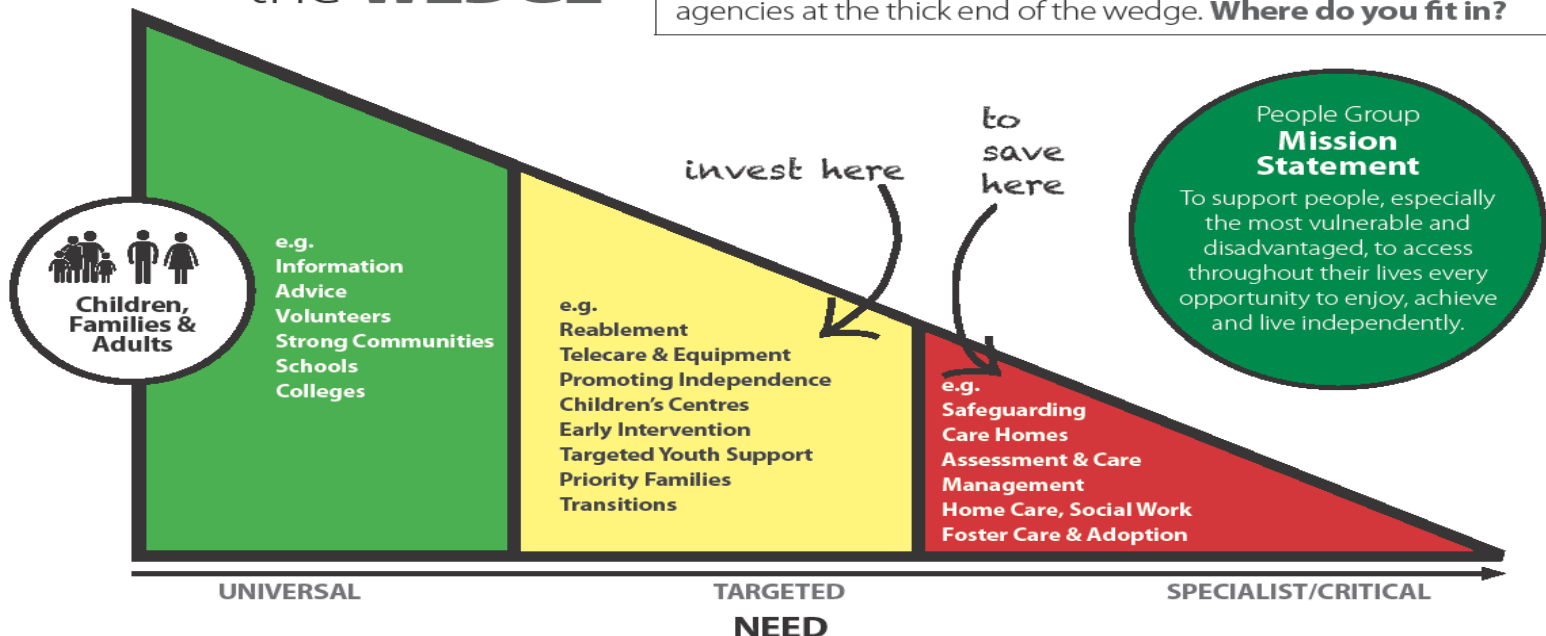 the WEDGE
agencies at the thick end of the wedge. Where do you fit in?
invest here
to
save
here
People Group
Mission
Statement
To support people, especially
the most vulnerable and
disadvantaged, to access
throughout their lives every
opportunity to enjoy, achieve
and live independently.
Children,
Families &
Adults
e.g.
Information
Advice
Volunteers
Strong Communities
Schools
Colleges
e.g.
Reablement
Telecare & Equipment
Promoting Independence
Children's Centres
Early Intervention
Targeted Youth Support
Priority Families
Transitions
e.g.
Safeguarding
Care Homes
Assessment & Care
Management
Home Care, Social Work
Foster Care & Adoption
UNIVERSAL
TARGETED
SPECIALIST/CRITICAL
NEED